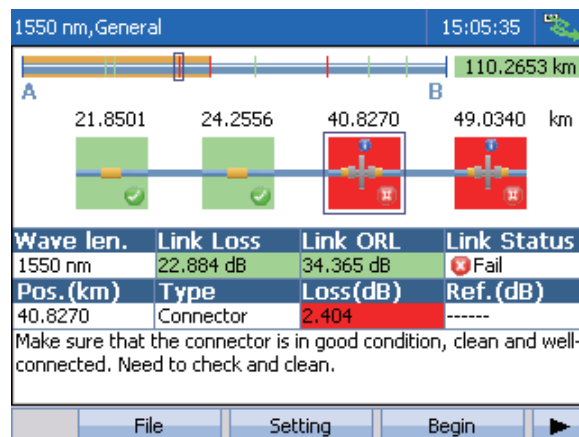 1550 nm,General 15:05:35
110.2653 km
A B
21.8501 24.2556 40.8270 49.0340 km
Wave len. Link Loss Link ORL Link Status
1550 nm 22.884 dB 34.365 dB Fail
Pos.(km) Type Loss(dB) Ref.(dB)
40.8270 Connector 2.404 ------
Make sure that the connector is in good condition, clean and well-
connected. Need to check and clean.
File Setting Begin